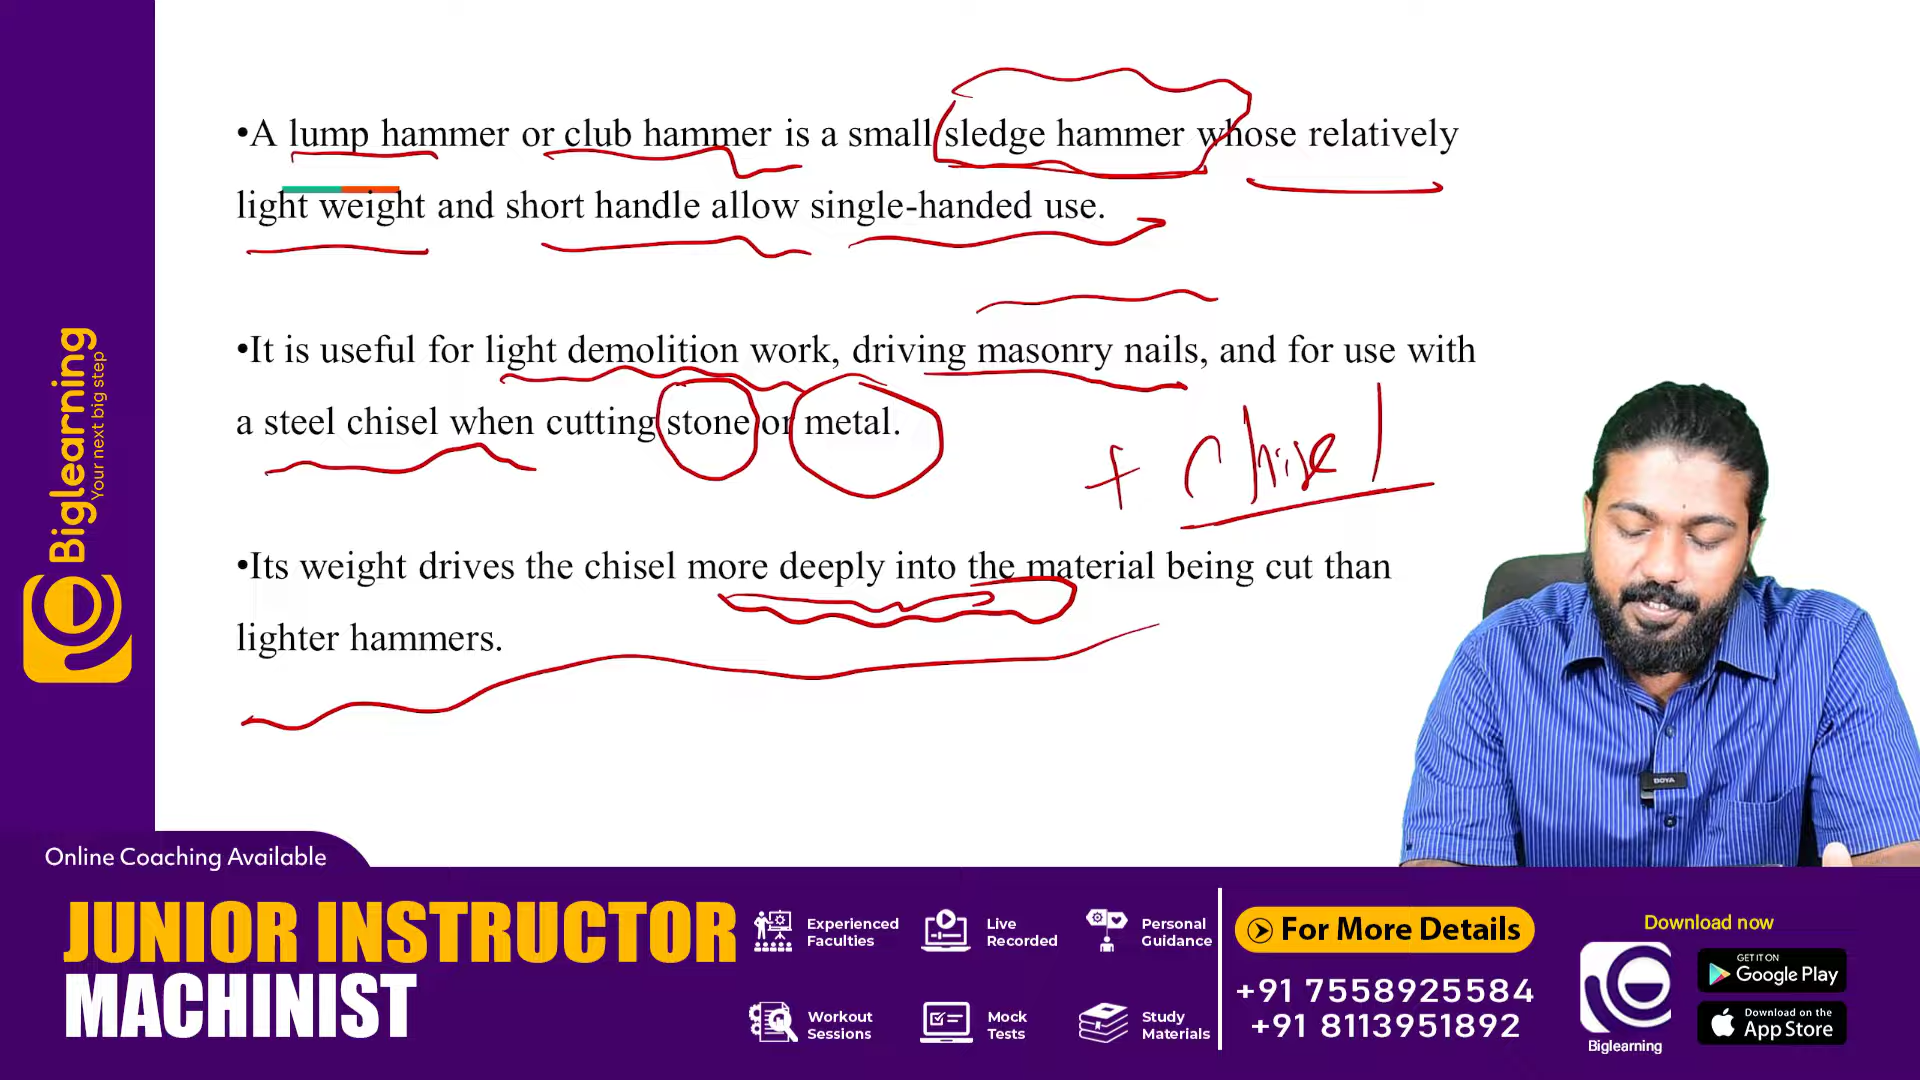 •A lump hammer or club hammer is a small sledge hammer whose relatively
light weight and short handle allow single-handed use.
•It is useful for light demolition work, driving masonry nails, and for use with
a steel chisel when cutting stone or metal.
+ chisel
•Its weight drives the chisel more deeply into the material being cut than
lighter hammers.
Biglearning
Your next big step
BOYA
Online Coaching Available
JUNIOR INSTRUCTOR
MACHINIST
Experienced
Faculties
Live
Recorded
Personal
Guidance
Workout
Sessions
Mock
Tests
Study
Materials
For More Details
+91 7558925584
+91 8113951892
Download now
Biglearning
GET IT ON
Google Play
Download on the
App Store